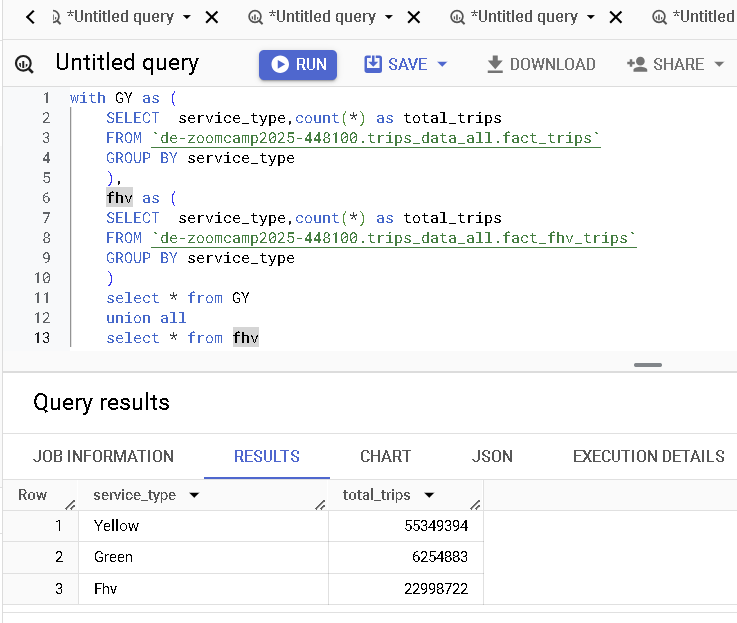 *Untitled query *Untitled query *Untitled query *Untitled
Untitled query RUN SAVE DOWNLOAD SHARE
1 with GY as (
2 SELECT service_type,count(*) as total_trips
3 FROM `de-zoomcamp2025-448100.trips_data_all.fact_trips`
4 GROUP BY service_type
5 ),
6 fhv as (
7 SELECT service_type,count(*) as total_trips
8 FROM `de-zoomcamp2025-448100.trips_data_all.fact_fhv_trips`
9 GROUP BY service_type
10 )
11 select * from GY
12 union all
13 select * from fhv
Query results
JOB INFORMATION RESULTS CHART JSON EXECUTION DETAILS
Row service_type total_trips
1 Yellow 55349394
2 Green 6254883
3 Fhv 22998722